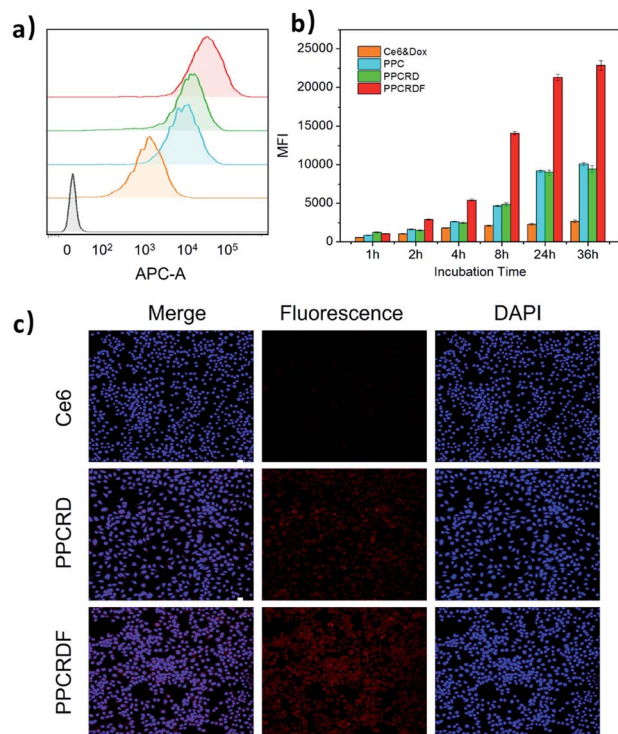 a)
0 10² 10³ 10⁴ 10⁵
APC-A
b)
25000
20000
15000
10000
5000
0
MFI
Ce6&Dox
PPC
PPCRD
PPCRDF
1h 2h 4h 8h 24h 36h
Incubation Time
c)
Merge Fluorescence DAPI
Ce6
PPCRD
PPCRDF